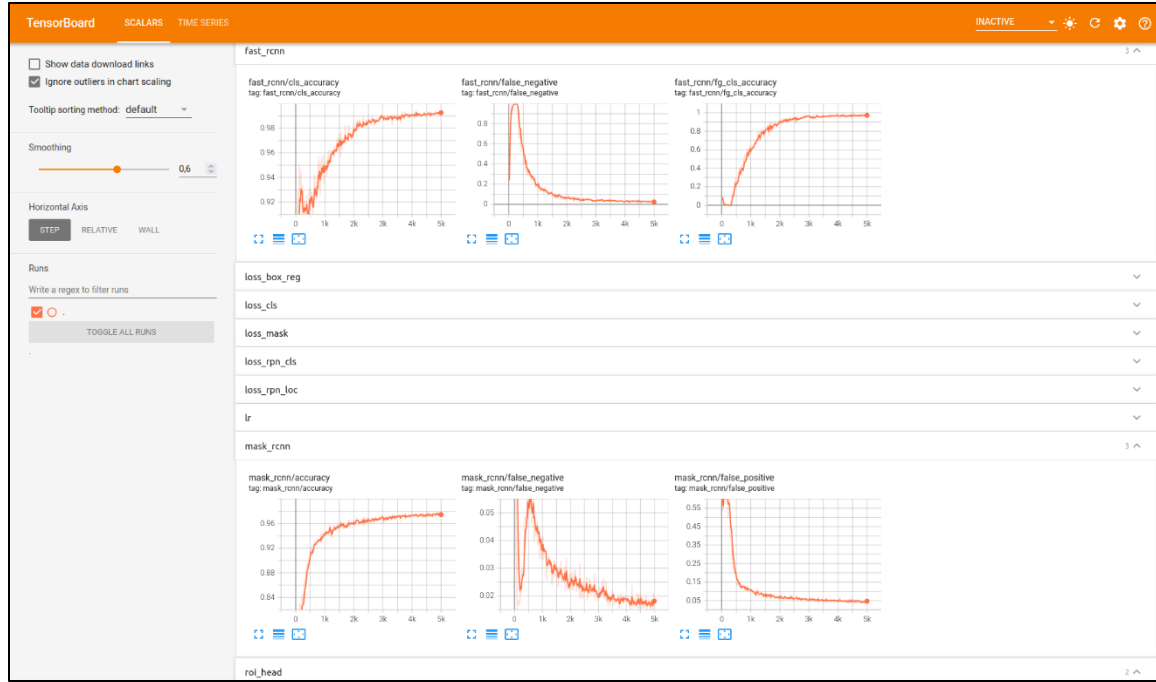 TensorBoard SCALARS TIME SERIES INACTIVE
Show data download links
Ignore outliers in chart scaling
Tooltip sorting method: default
Smoothing
0,6
Horizontal Axis
STEP RELATIVE WALL
Runs
Write a regex to filter runs
.
TOGGLE ALL RUNS
.
fast_rcnn 3
fast_rcnn/cls_accuracy
tag: fast_rcnn/cls_accuracy
0.98
0.96
0.94
0.92
0 1k 2k 3k 4k 5k
fast_rcnn/false_negative
tag: fast_rcnn/false_negative
0.8
0.6
0.4
0.2
0
0 1k 2k 3k 4k 5k
fast_rcnn/fg_cls_accuracy
tag: fast_rcnn/fg_cls_accuracy
1
0.8
0.6
0.4
0.2
0
0 1k 2k 3k 4k 5k
loss_box_reg
loss_cls
loss_mask
loss_rpn_cls
loss_rpn_loc
lr
mask_rcnn 3
mask_rcnn/accuracy
tag: mask_rcnn/accuracy
0.96
0.92
0.88
0.84
0 1k 2k 3k 4k 5k
mask_rcnn/false_negative
tag: mask_rcnn/false_negative
0.05
0.04
0.03
0.02
0 1k 2k 3k 4k 5k
mask_rcnn/false_positive
tag: mask_rcnn/false_positive
0.55
0.45
0.35
0.25
0.15
0.05
0 1k 2k 3k 4k 5k
roi_head 2